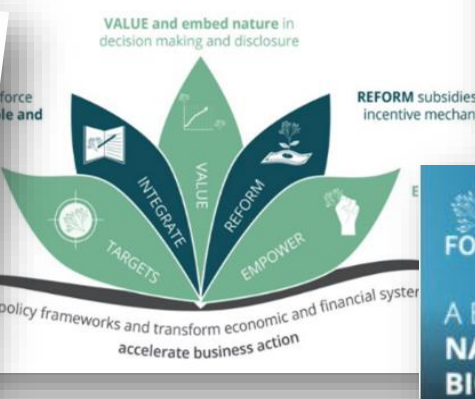 VALUE and embed nature in
decision making and disclosure
force
le and
REFORM subsidies
incentive mechan
TARGETS
INTEGRATE
VALUE
REFORM
EMPOWER
E
policy frameworks and transform economic and financial system
accelerate business action
FO
A B
NA
BI